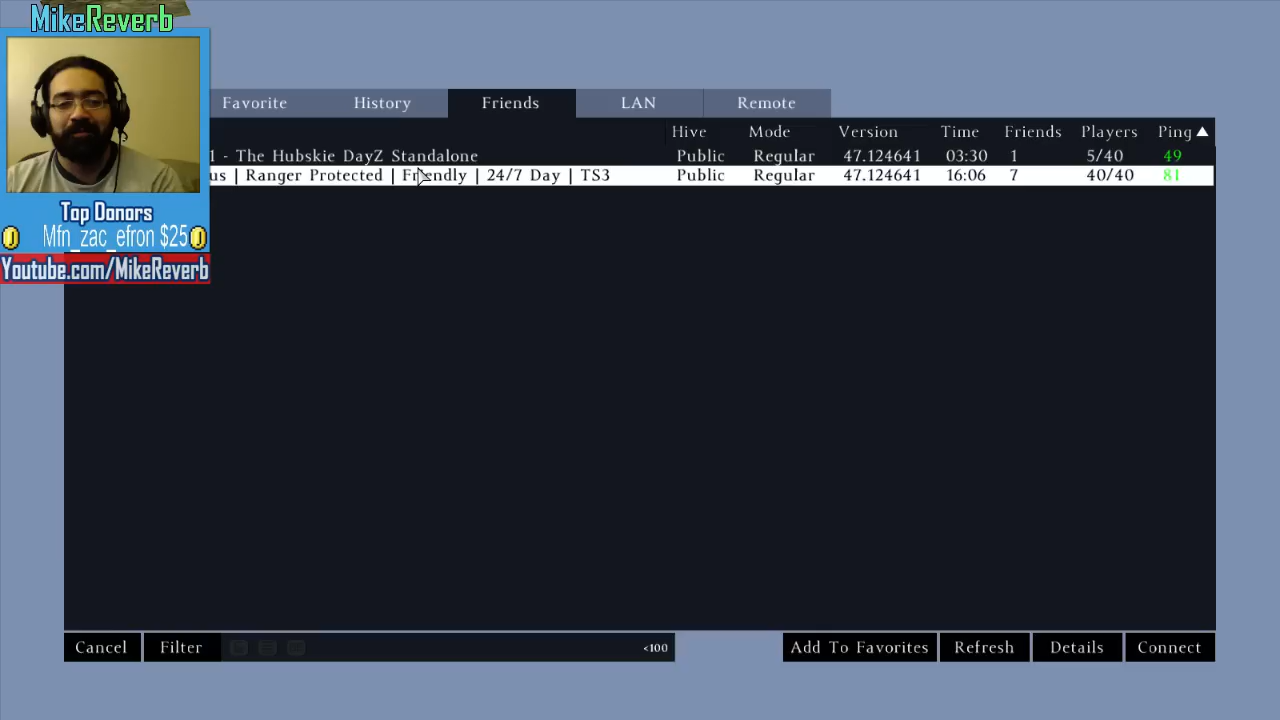 MikeReverb
Top Donors
Mfn_zac_efron $25
Youtube.com/MikeReverb
Favorite History Friends LAN Remote
Hive Mode Version Time Friends Players Ping
1 - The Hubskie DayZ Standalone Public Regular 47.124641 03:30 1 5/40 49
us | Ranger Protected | Friendly | 24/7 Day | TS3 Public Regular 47.124641 16:06 7 40/40 81
Cancel Filter <100 Add To Favorites Refresh Details Connect